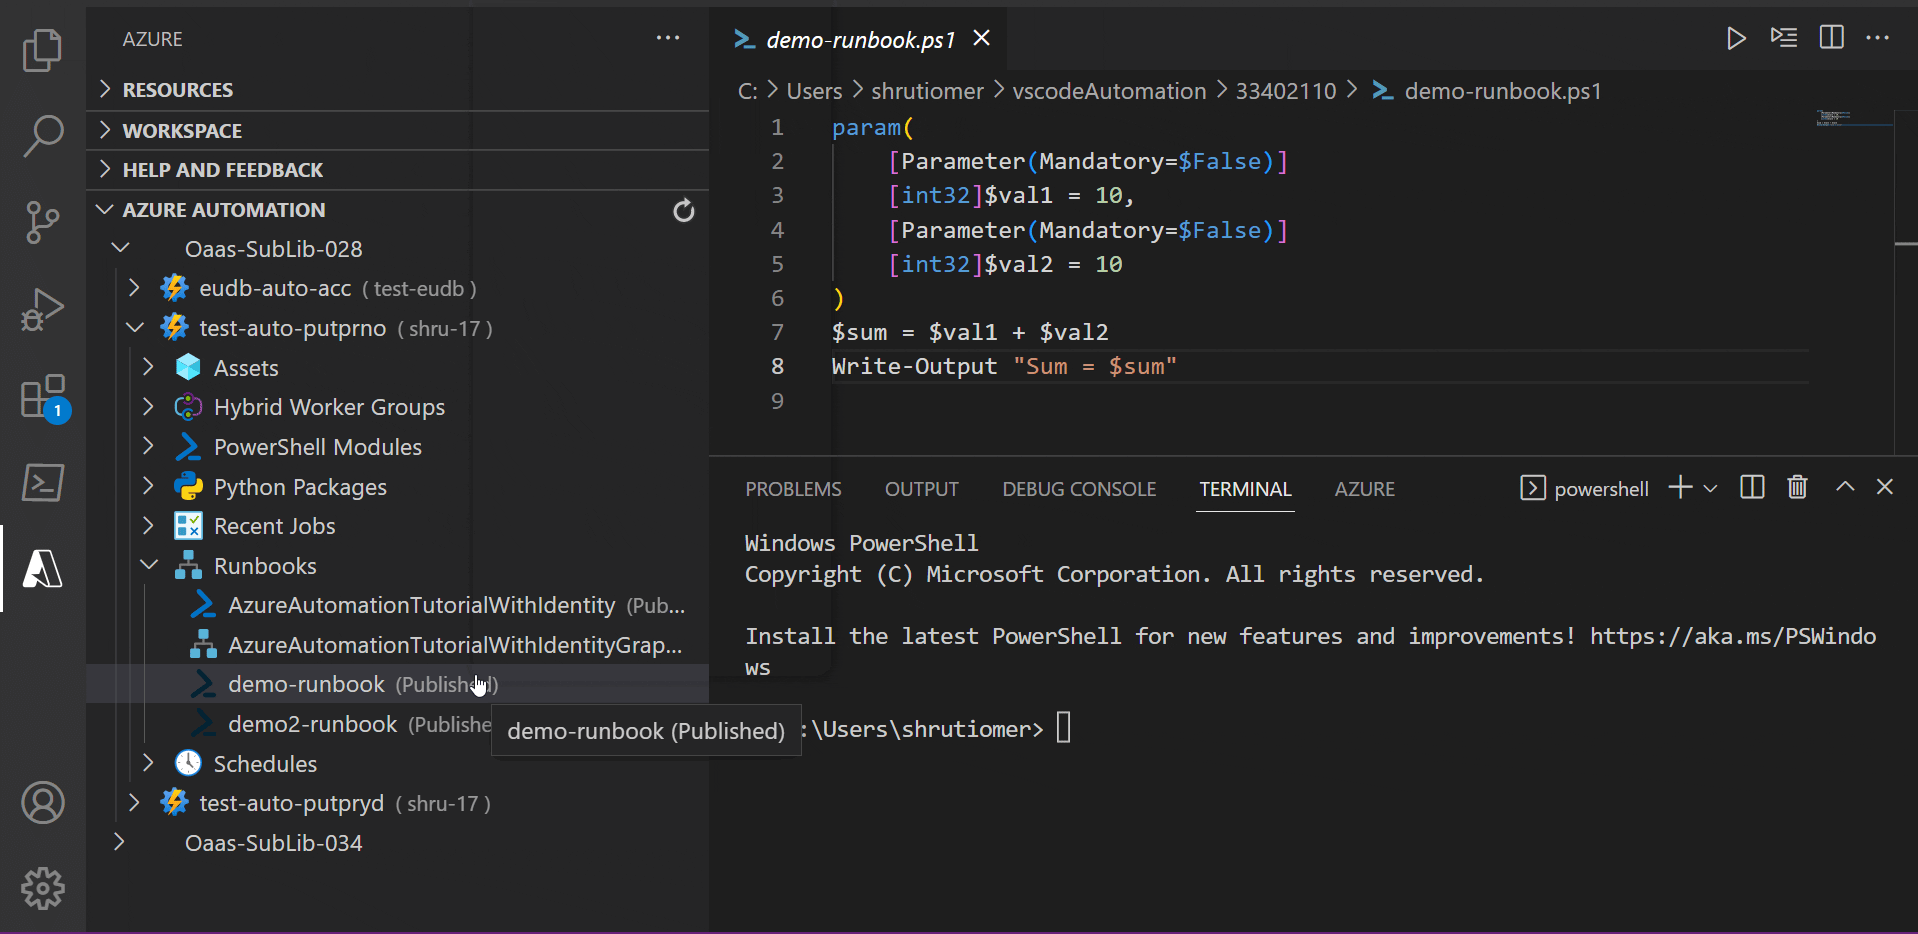 AZURE
RESOURCES
WORKSPACE
HELP AND FEEDBACK
AZURE AUTOMATION
Oaas-SubLib-028
eudb-auto-acc ( test-eudb )
test-auto-putprno ( shru-17 )
Assets
Hybrid Worker Groups
PowerShell Modules
Python Packages
Recent Jobs
Runbooks
AzureAutomationTutorialWithIdentity (Pub...
AzureAutomationTutorialWithIdentityGrap...
demo-runbook (Published)
demo2-runbook (Publishe
demo-runbook (Published)
Schedules
test-auto-putpryd ( shru-17 )
Oaas-SubLib-034
1
demo-runbook.ps1
C: > Users > shrutiomer > vscodeAutomation > 33402110 > demo-runbook.ps1
1 param(
2 [Parameter(Mandatory=$False)]
3 [int32]$val1 = 10,
4 [Parameter(Mandatory=$False)]
5 [int32]$val2 = 10
6 )
7 $sum = $val1 + $val2
8 Write-Output "Sum = $sum"
9
PROBLEMS OUTPUT DEBUG CONSOLE TERMINAL AZURE powershell
Windows PowerShell
Copyright (C) Microsoft Corporation. All rights reserved.
Install the latest PowerShell for new features and improvements! https://aka.ms/PSWindo
ws
:\Users\shrutiomer>